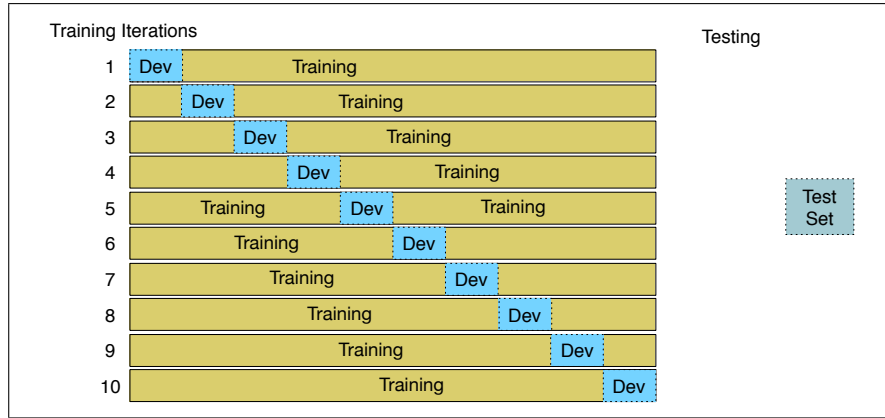 Training Iterations
Testing
1 Dev Training
2 Dev Training
3 Dev Training
4 Dev Training
5 Training Dev Training
6 Training Dev
7 Training Dev
8 Training Dev
9 Training Dev
10 Training Dev
Test
Set